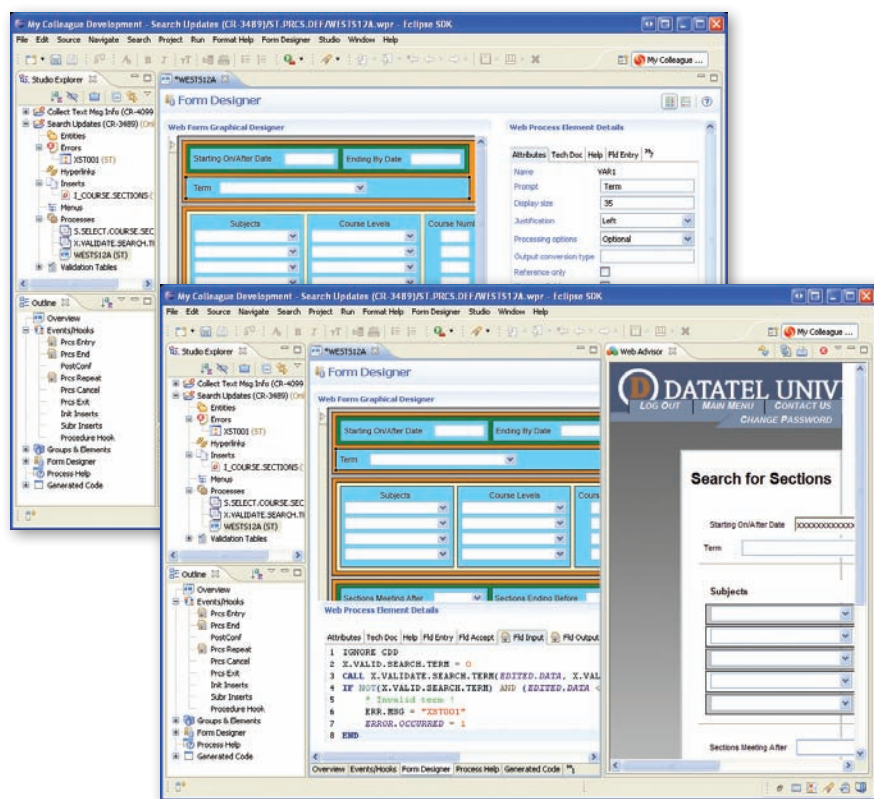 My Colleague Development - Search Updates (CR-3489)/ST.PRCS.DEF/WESTS12A.wpr - Eclipse SDK
File Edit Source Navigate Search Project Run Format Help Form Designer Studio Window Help
My Colleague ...
Studio Explorer
*WESTS12A
Collect Text Msg Info (CR-4099
Search Updates (CR-3489) (Onl
Entities
Errors
XST001 (ST)
Hyperlinks
Inserts
I_COURSE.SECTIONS (
Menus
Processes
S.SELECT.COURSE.SEC
X.VALIDATE.SEARCH.TI
WESTS12A (ST)
Validation Tables
Form Designer
Web Form Graphical Designer
Starting On/After Date
Ending By Date
Term
Subjects
Course Levels
Course Num
Web Process Element Details
Attributes Tech Doc Help Fld Entry
Name VAR1
Prompt Term
Display size 35
Justification Left
Processing options Optional
Output conversion type
Reference only
Outline
Overview
Events/Hooks
Prcs Entry
Prcs End
PostConf
Prcs Repeat
Prcs Cancel
Prcs Exit
Init Inserts
Subr Inserts
Procedure Hook
Groups & Elements
Form Designer
Process Help
Generated Code
My Colleague Development - Search Updates (CR-3489)/ST.PRCS.DEF/WESTS12A.wpr - Eclipse SDK
File Edit Source Navigate Search Project Run Format Help Form Designer Studio Window Help
My Colleague ...
Studio Explorer
*WESTS12A
Web Advisor
Collect Text Msg Info (CR-4099
Search Updates (CR-3489) (Onl
Entities
Errors
XST001 (ST)
Hyperlinks
Inserts
I_COURSE.SECTIONS (
Menus
Processes
S.SELECT.COURSE.SEC
X.VALIDATE.SEARCH.TI
WESTS12A (ST)
Validation Tables
Form Designer
Web Form Graphical Designer
Starting On/After Date
Ending By Date
Term
Subjects
Course Levels
Cours
Sections Meeting After
Sections Ending Before
Web Process Element Details
Attributes Tech Doc Help Fld Entry Fld Accept Fld Input Fld Output
1 IGNORE CDD
2 X.VALID.SEARCH.TERM = 0
3 CALL X.VALIDATE.SEARCH.TERM(EDITED.DATA, X.VAL
4 IF NOT(X.VALID.SEARCH.TERM) AND (EDITED.DATA <
5 * Invalid term !
6 ERR.MSG = "XST001"
7 ERROR.OCCURRED = 1
8 END
Overview Events/Hooks Form Designer Process Help Generated Code
Outline
Overview
Events/Hooks
Prcs Entry
Prcs End
PostConf
Prcs Repeat
Prcs Cancel
Prcs Exit
Init Inserts
Subr Inserts
Procedure Hook
Groups & Elements
Form Designer
Process Help
Generated Code
DATATEL UNIV
LOG OUT MAIN MENU CONTACT US
CHANGE PASSWORD
Search for Sections
Starting On/After Date xxxxxxxxxxxx
Term
Subjects
Sections Meeting After